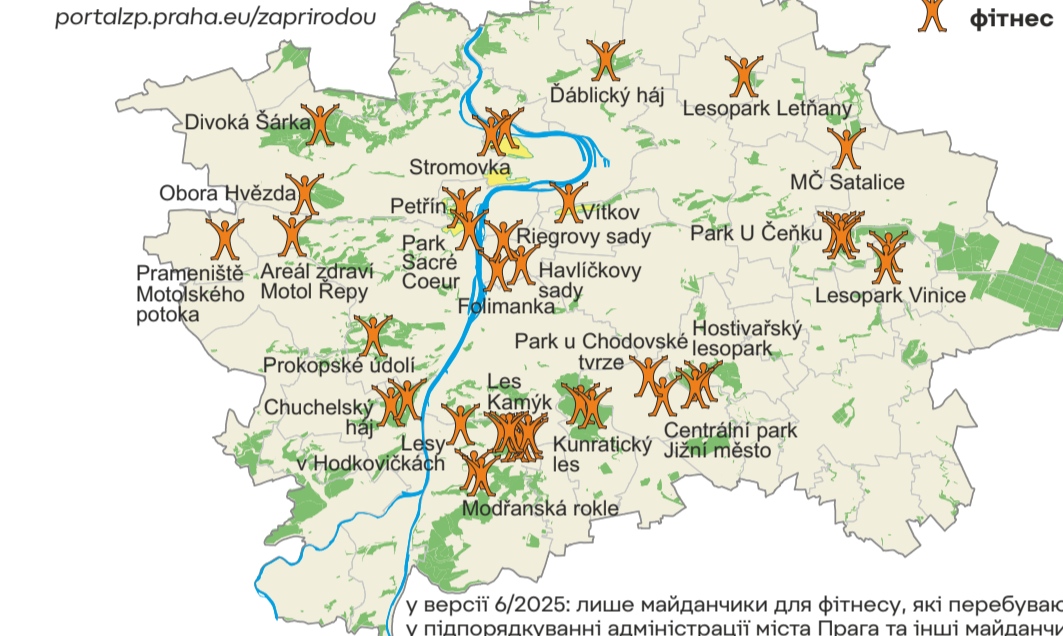 portalzp.praha.eu/zaprirodou
фітнес
Ďáblický háj
Lesopark Letňany
Divoká Šárka
Stromovka
MČ Satalice
Obora Hvězda
Petřín
Vítkov
Park U Čeňku
Riegrovy sady
Park
Sacré
Coeur
Prameniště
Motolského
potoka
Areál zdraví
Motol Řepy
Havlíčkovy
sady
Folimanka
Lesopark Vinice
Hostivařský
lesopark
Park u Chodovské
tvrze
Prokopské údolí
Les
Kamýk
Chuchelský
háj
Centrální park
Jižní město
Kunratický
les
Lesy
v Hodkovičkách
Modřanská rokle
у версії 6/2025: лише майданчики для фітнесу, які перебуваю
у підпорядкуванні адміністрації міста Прага та інші майданчи